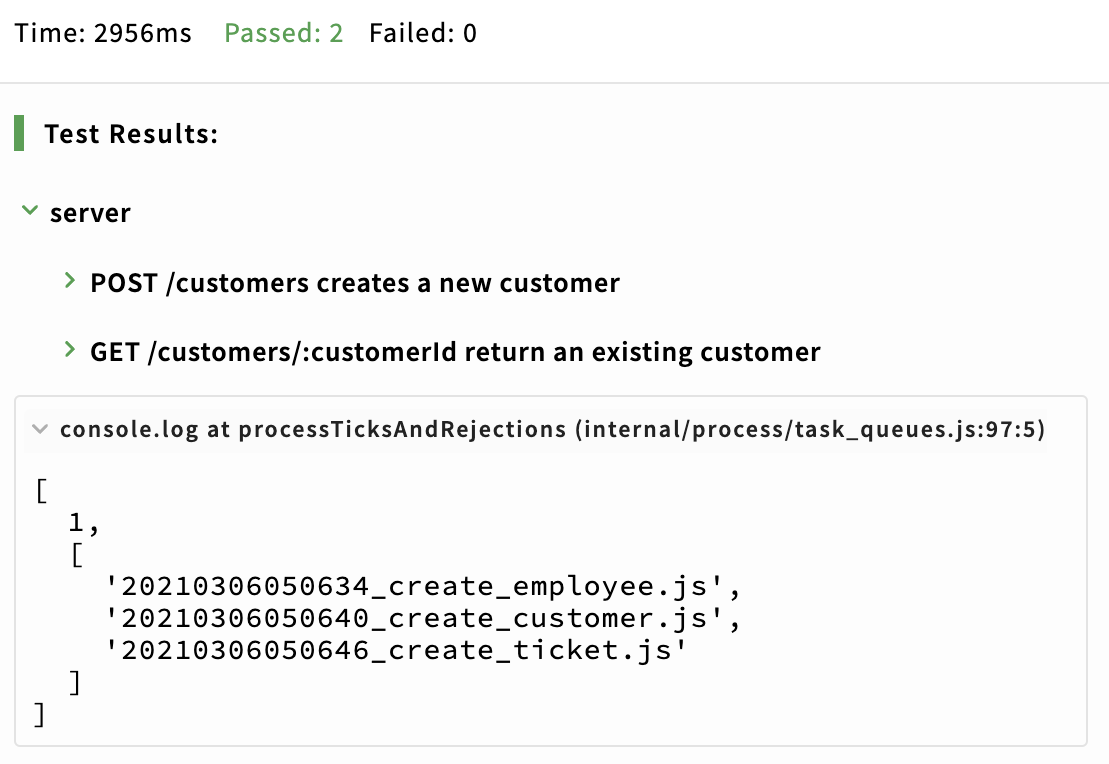 Time: 2956ms Passed: 2 Failed: 0
Test Results:
server
POST /customers creates a new customer
GET /customers/:customerId return an existing customer
console.log at processTicksAndRejections (internal/process/task_queues.js:97:5)
[
  1,
  [
    '20210306050634_create_employee.js',
    '20210306050640_create_customer.js',
    '20210306050646_create_ticket.js'
  ]
]